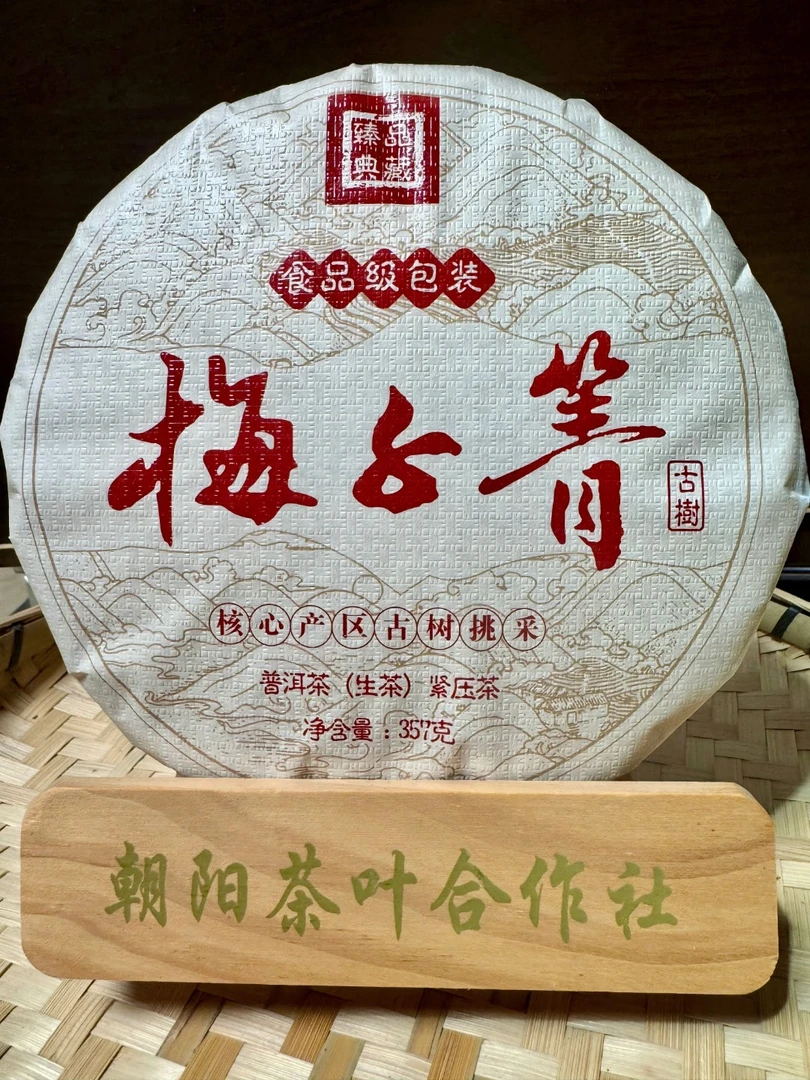 臻品
典藏
食品级包装
梅子箐
古樹
核心产区古树挑采
普洱茶（生茶）紧压茶
净含量：357克
朝阳茶叶合作社